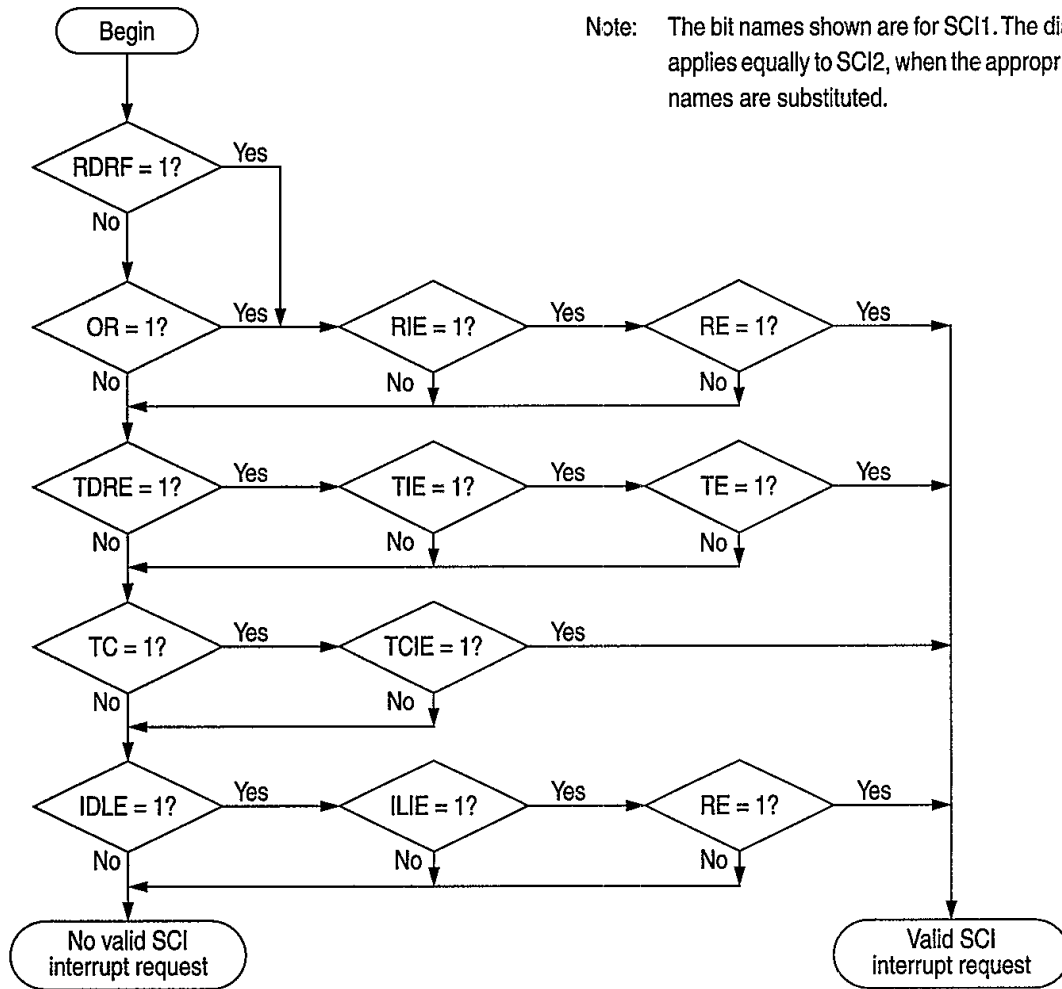 Begin
Note: The bit names shown are for SCI1. The dia
applies equally to SCI2, when the appropr
names are substituted.
RDRF = 1?
Yes
No
OR = 1?
Yes
RIE = 1?
Yes
RE = 1?
Yes
No
No
No
TDRE = 1?
Yes
TIE = 1?
Yes
TE = 1?
Yes
No
No
No
TC = 1?
Yes
TCIE = 1?
Yes
No
No
IDLE = 1?
Yes
ILIE = 1?
Yes
RE = 1?
Yes
No
No
No
No valid SCI
interrupt request
Valid SCI
interrupt request